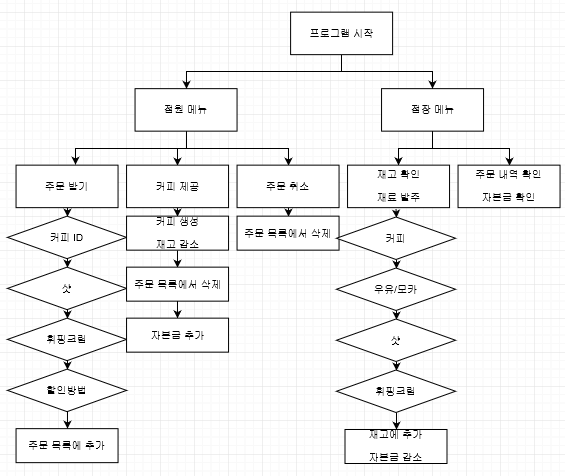 프로그램 시작
점원 메뉴
점장 메뉴
주문 받기
커피 제공
주문 취소
재고 확인
재료 발주
주문 내역 확인
자본금 확인
커피 ID
커피 생성
재고 감소
주문 목록에서 삭제
커피
샷
주문 목록에서 삭제
우유/모카
휘핑크림
자본금 추가
샷
할인방법
휘핑크림
주문 목록에 추가
재고에 추가
자본금 감소